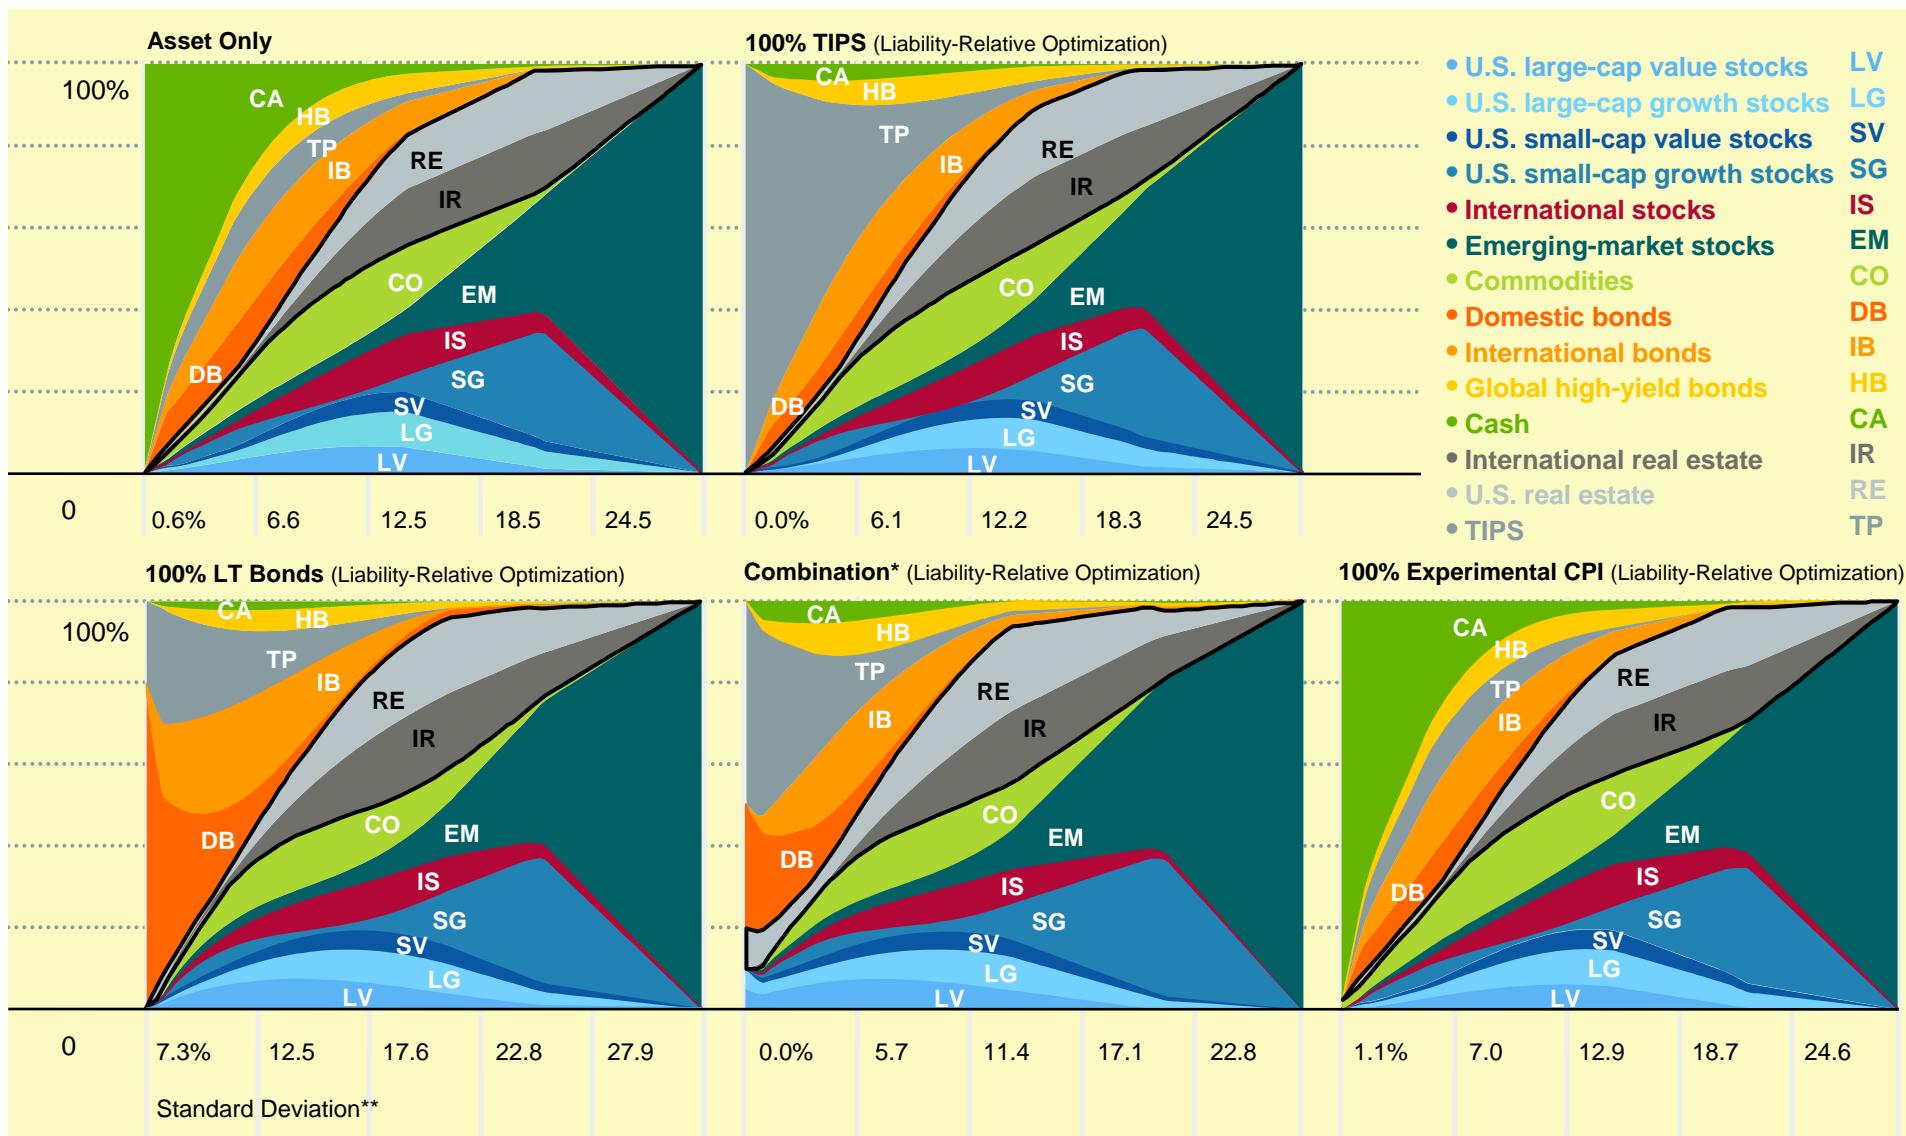 Asset Only
100%
CA
HB
TP
IB
RE
IR
DB
CO
EM
IS
SG
SV
LG
LV
0
0.6% 6.6 12.5 18.5 24.5
100% TIPS (Liability-Relative Optimization)
CA
HB
TP
IB
RE
IR
CO
EM
IS
DB
SG
SV
LG
LV
0.0% 6.1 12.2 18.3 24.5
• U.S. large-cap value stocks LV
• U.S. large-cap growth stocks LG
• U.S. small-cap value stocks SV
• U.S. small-cap growth stocks SG
• International stocks IS
• Emerging-market stocks EM
• Commodities CO
• Domestic bonds DB
• International bonds IB
• Global high-yield bonds HB
• Cash CA
• International real estate IR
• U.S. real estate RE
• TIPS TP
100% LT Bonds (Liability-Relative Optimization)
100%
CA
HB
TP
IB
RE
IR
CO
EM
DB
IS
SG
SV
LG
LV
0
7.3% 12.5 17.6 22.8 27.9
Standard Deviation**
Combination* (Liability-Relative Optimization)
CA
HB
TP
RE
IB
IR
CO
EM
DB
IS
SG
SV
LG
LV
0.0% 5.7 11.4 17.1 22.8
100% Experimental CPI (Liability-Relative Optimization)
CA
HB
RE
TP
IB
IR
CO
EM
IS
DB
SG
SV
LG
LV
1.1% 7.0 12.9 18.7 24.6